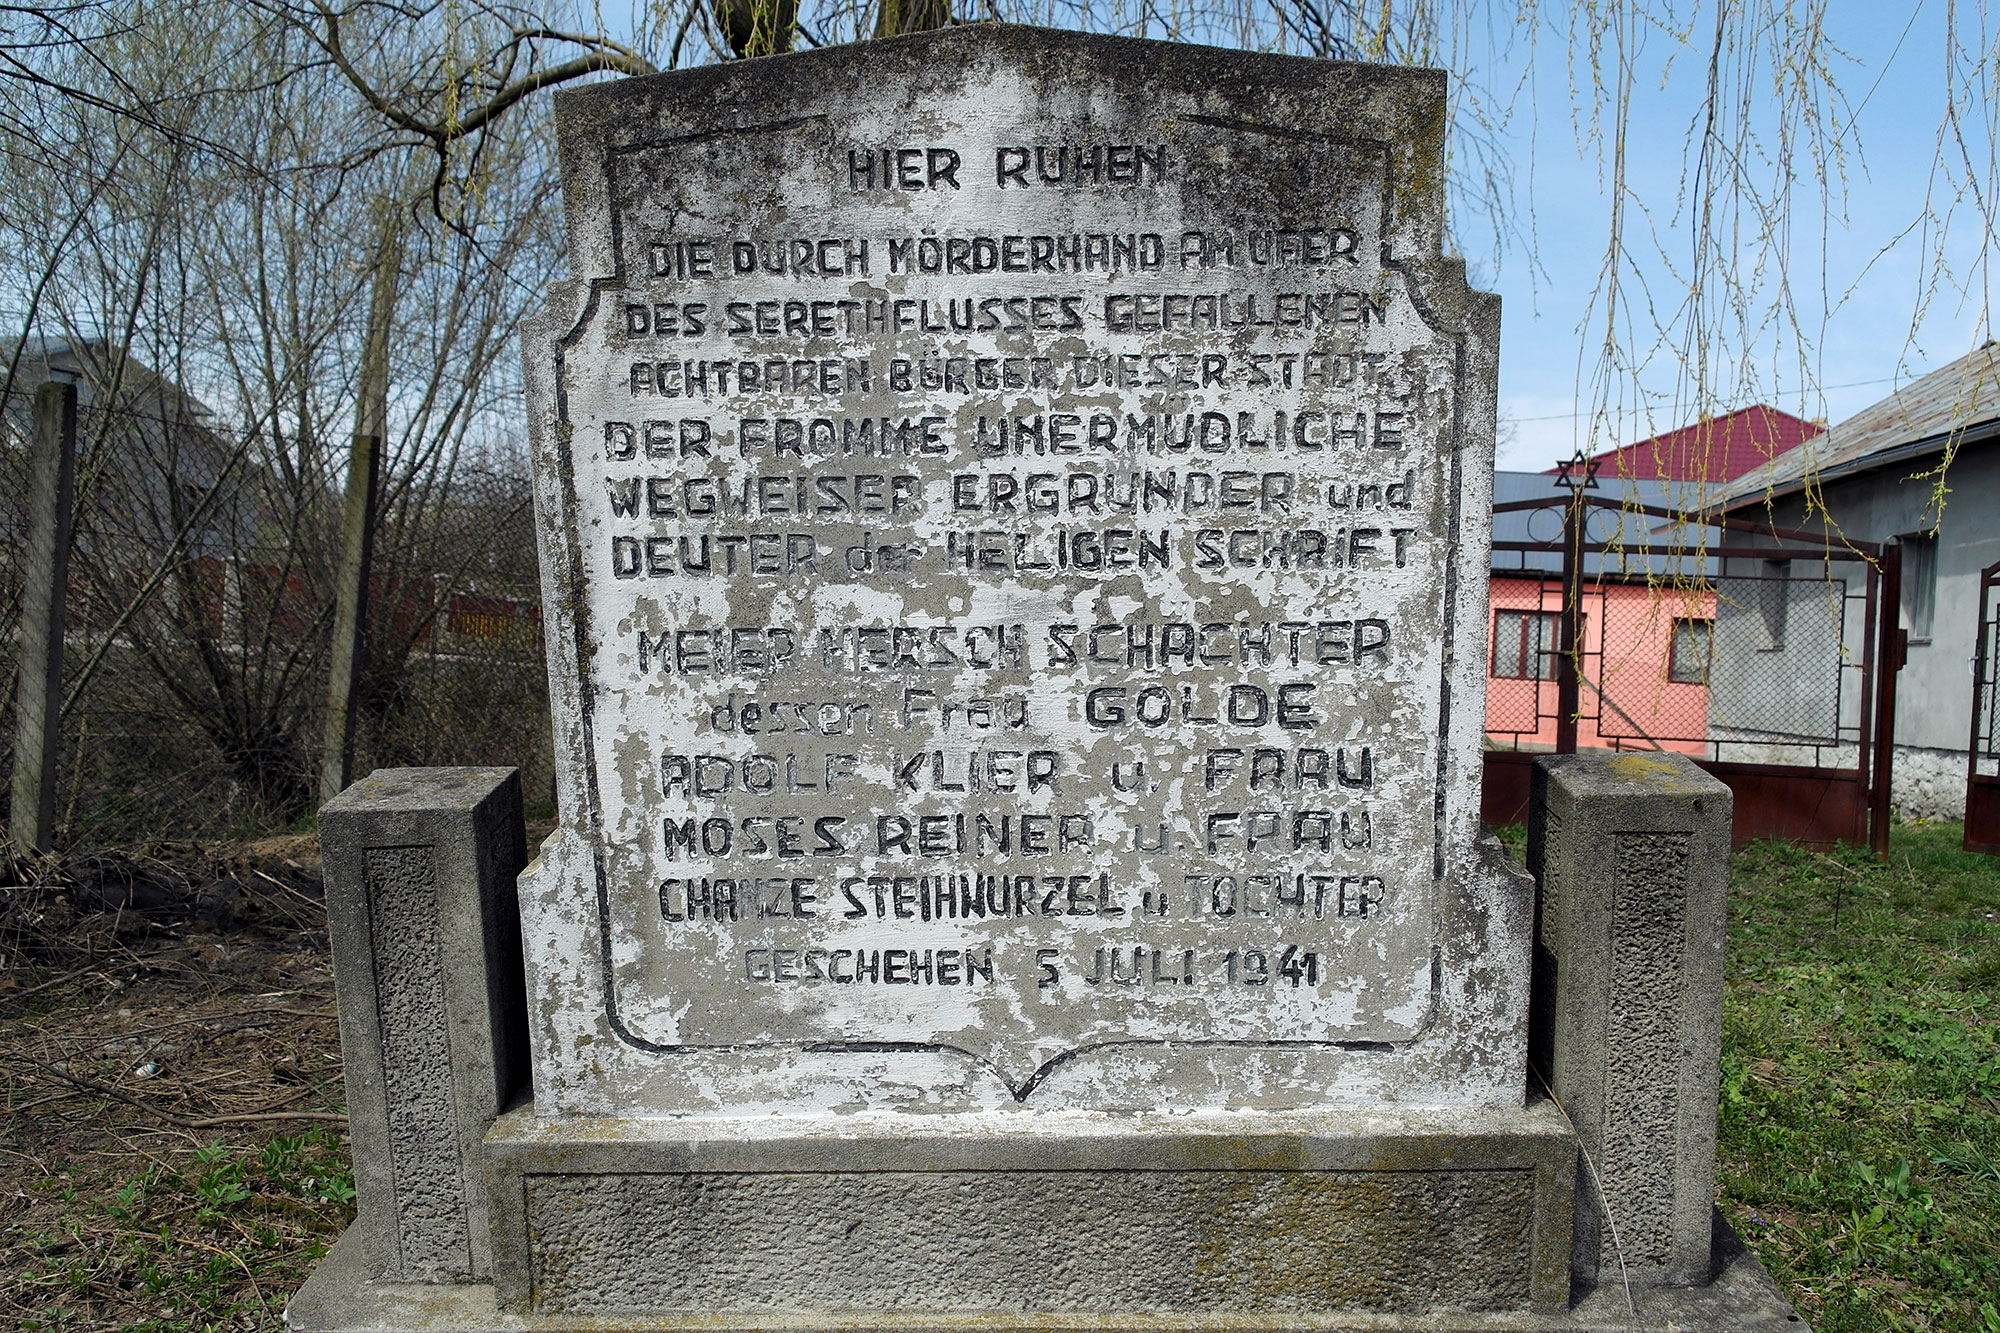 HIER RUHEN
DIE DURCH MÖRDERHAND AM UFER
DES SERETHFLUSSES GEFALLENEN
ACHTBAREN BÜRGER DIESER STADT
DER FROMME UNERMÜDLICHE
WEGWEISER ERGRÜNDER und
DEUTER der HELIGEN SCHRIFT
MEIER HERSCH SCHACHTER
dessen Frau GOLDE
ADOLF KLIER u. FRAU
MOSES REINER u. FRAU
CHANZE STEIHWURZEL u TOCHTER
GESCHEHEN 5 JULI 1941